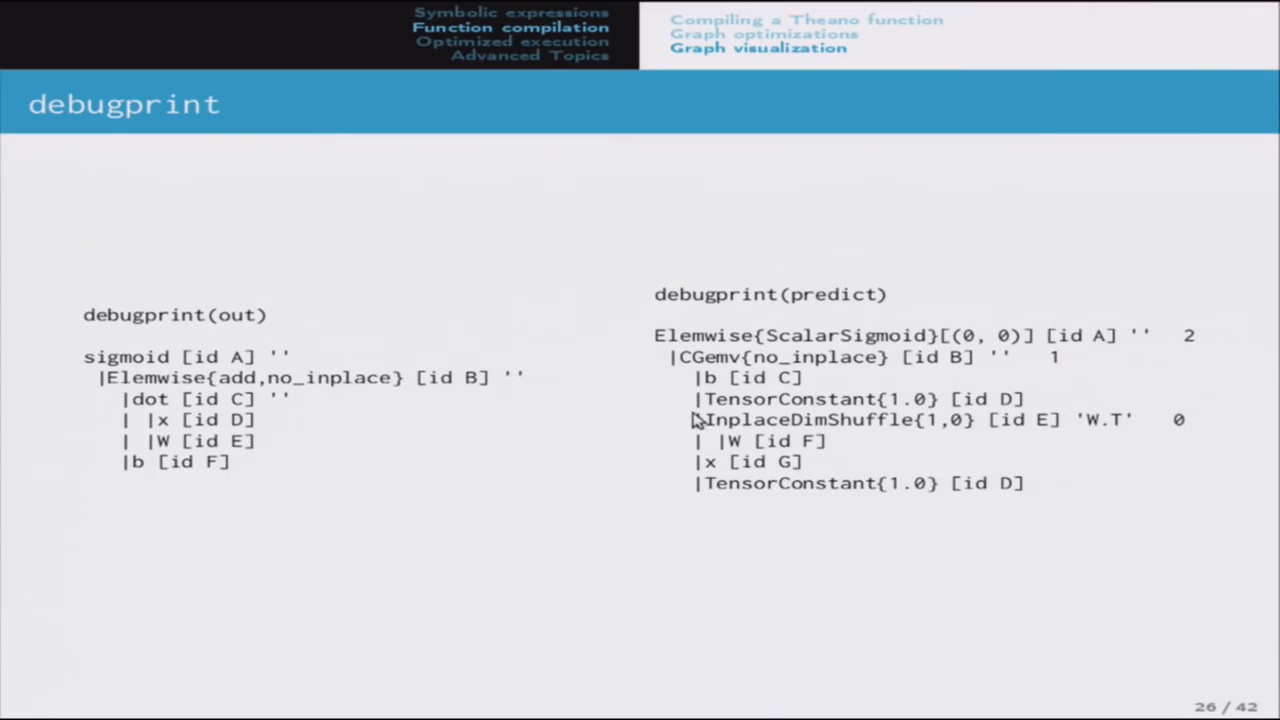 Symbolic expressions
Function compilation
Optimized execution
Advanced Topics
Compiling a Theano function
Graph optimizations
Graph visualization
debugprint
debugprint(out)
sigmoid [id A] ''
|Elemwise{add,no_inplace} [id B] ''
|dot [id C] ''
| |x [id D]
| |W [id E]
|b [id F]
debugprint(predict)
Elemwise{ScalarSigmoid}[(0, 0)] [id A] '' 2
|CGemv{no_inplace} [id B] '' 1
|b [id C]
|TensorConstant{1.0} [id D]
|InplaceDimShuffle{1,0} [id E] 'W.T' 0
| |W [id F]
|x [id G]
|TensorConstant{1.0} [id D]
26 / 42